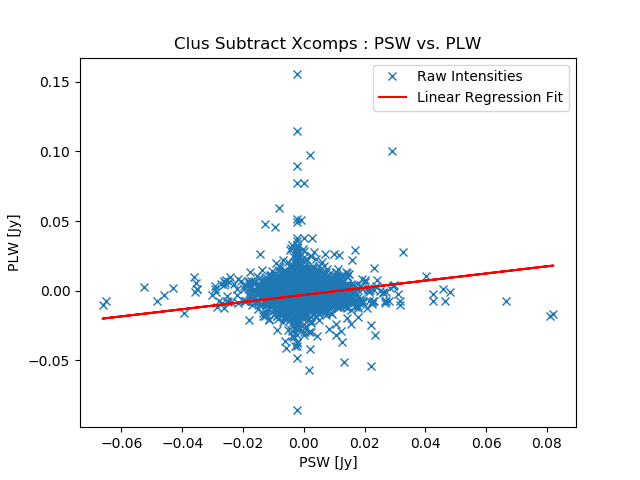 Clus Subtract Xcomps : PSW vs. PLW
Raw Intensities
Linear Regression Fit
0.15
0.10
0.05
0.00
−0.05
PLW [Jy]
−0.06 −0.04 −0.02 0.00 0.02 0.04 0.06 0.08
PSW [Jy]